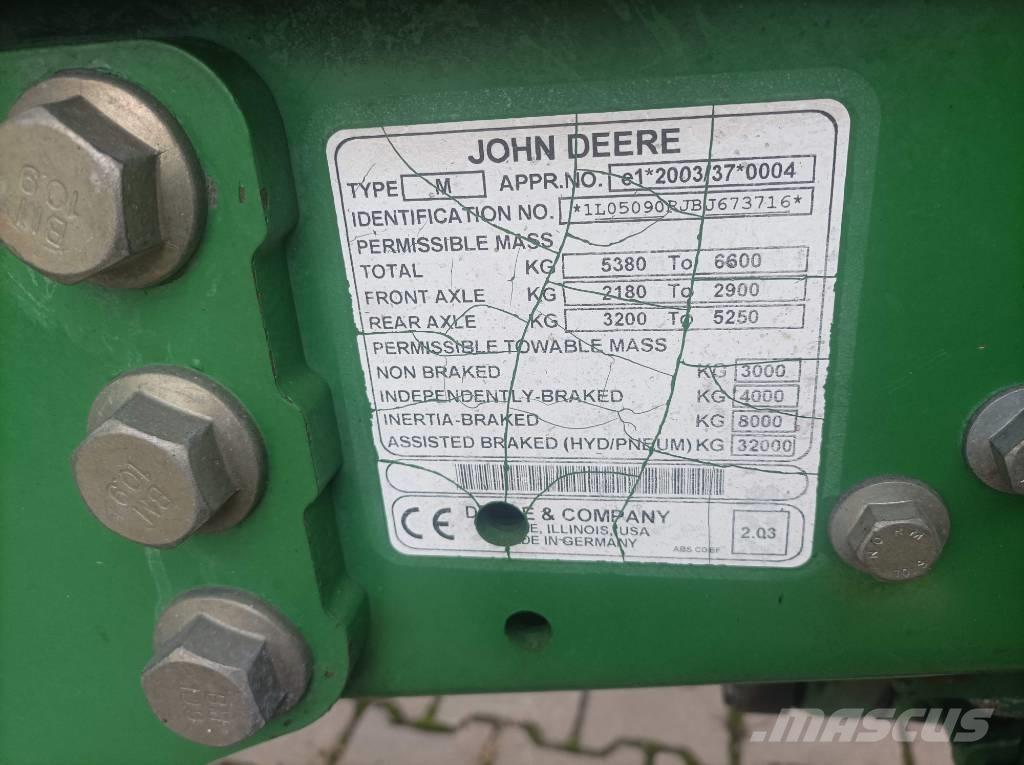 JOHN DEERE
TYPE M APPR.NO. e1*2003/37*0004
IDENTIFICATION NO. *1L05090RJBJ673716*
PERMISSIBLE MASS
TOTAL KG 5380 To 6600
FRONT AXLE KG 2180 To 2900
REAR AXLE KG 3200 To 5250
PERMISSIBLE TOWABLE MASS
NON BRAKED KG 3000
INDEPENDENTLY-BRAKED KG 4000
INERTIA-BRAKED KG 8000
ASSISTED BRAKED (HYD/PNEUM) KG 32000
CE & COMPANY 2.03
ILLINOIS, USA
IN GERMANY
10.9
10.9
MASCUS